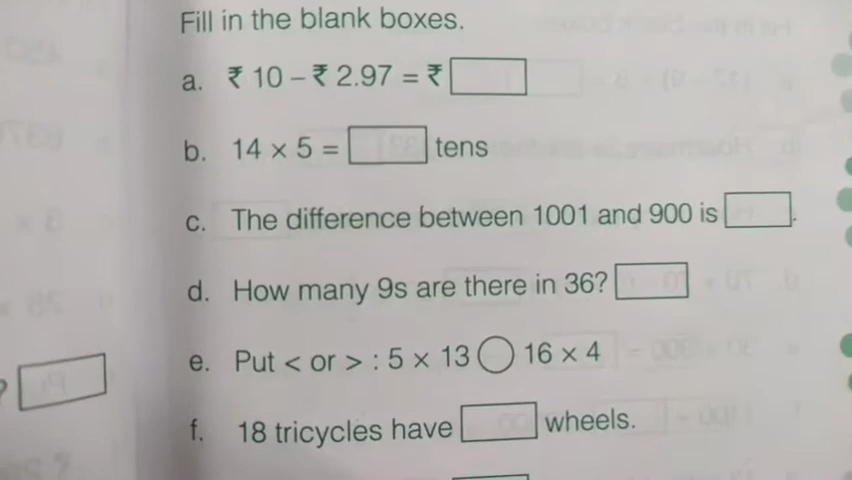 Fill in the blank boxes.
a. ₹ 10 – ₹ 2.97 = ₹
b. 14 × 5 = tens
c. The difference between 1001 and 900 is .
d. How many 9s are there in 36?
e. Put < or > : 5 × 13 16 × 4
f. 18 tricycles have wheels.
?